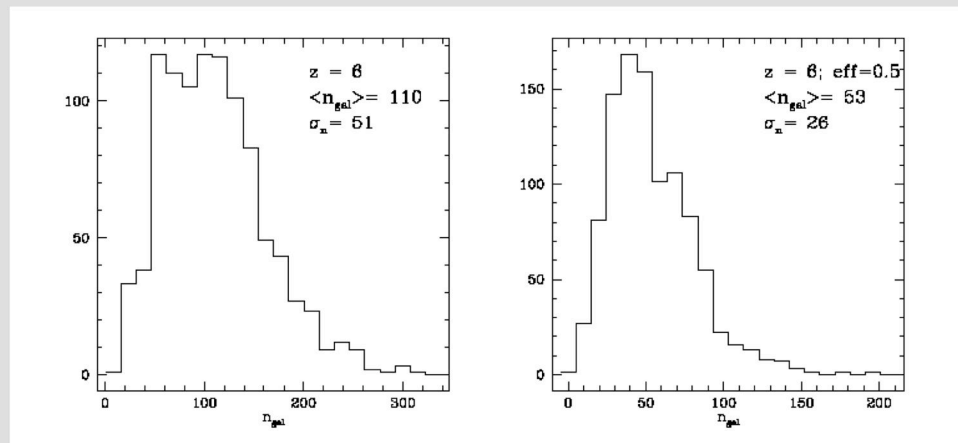 z = 6
<n_gal>= 110
σ_n= 51
100
50
0
0 100 200 300
n_gal
z = 6; eff=0.5
<n_gal>= 53
σ_n= 26
150
100
50
0
0 50 100 150 200
n_gal